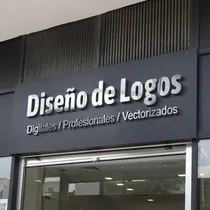 Diseño de Logos
Digitales / Profesionales / Vectorizados